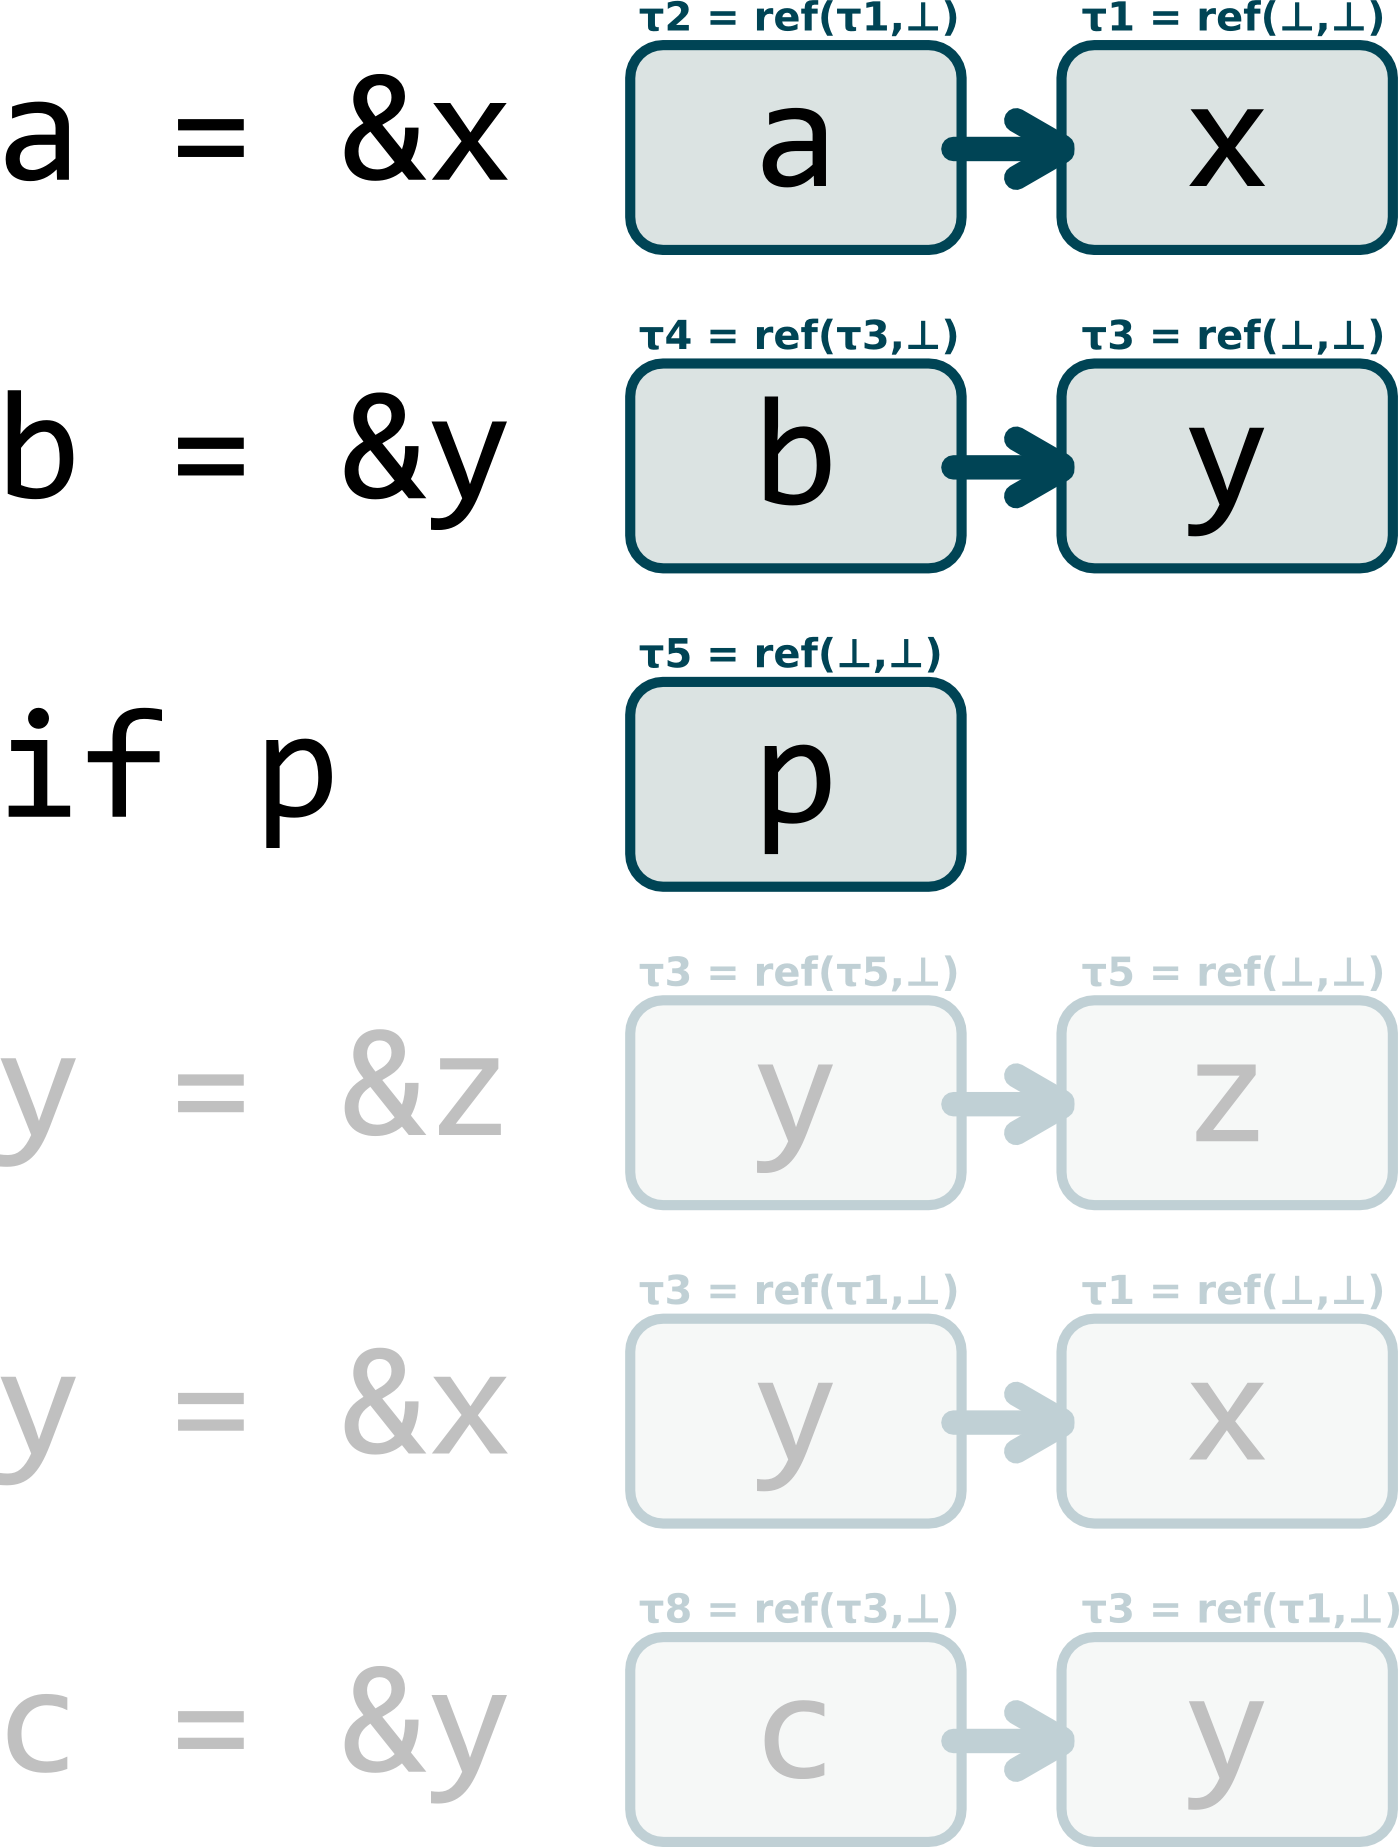 τ2 = ref(τ1,⊥) τ1 = ref(⊥,⊥)
a = &x a x
τ4 = ref(τ3,⊥) τ3 = ref(⊥,⊥)
b = &y b y
τ5 = ref(⊥,⊥)
if p p
τ3 = ref(τ5,⊥) τ5 = ref(⊥,⊥)
y = &z y z
τ3 = ref(τ1,⊥) τ1 = ref(⊥,⊥)
y = &x y x
τ8 = ref(τ3,⊥) τ3 = ref(τ1,⊥)
c = &y c y